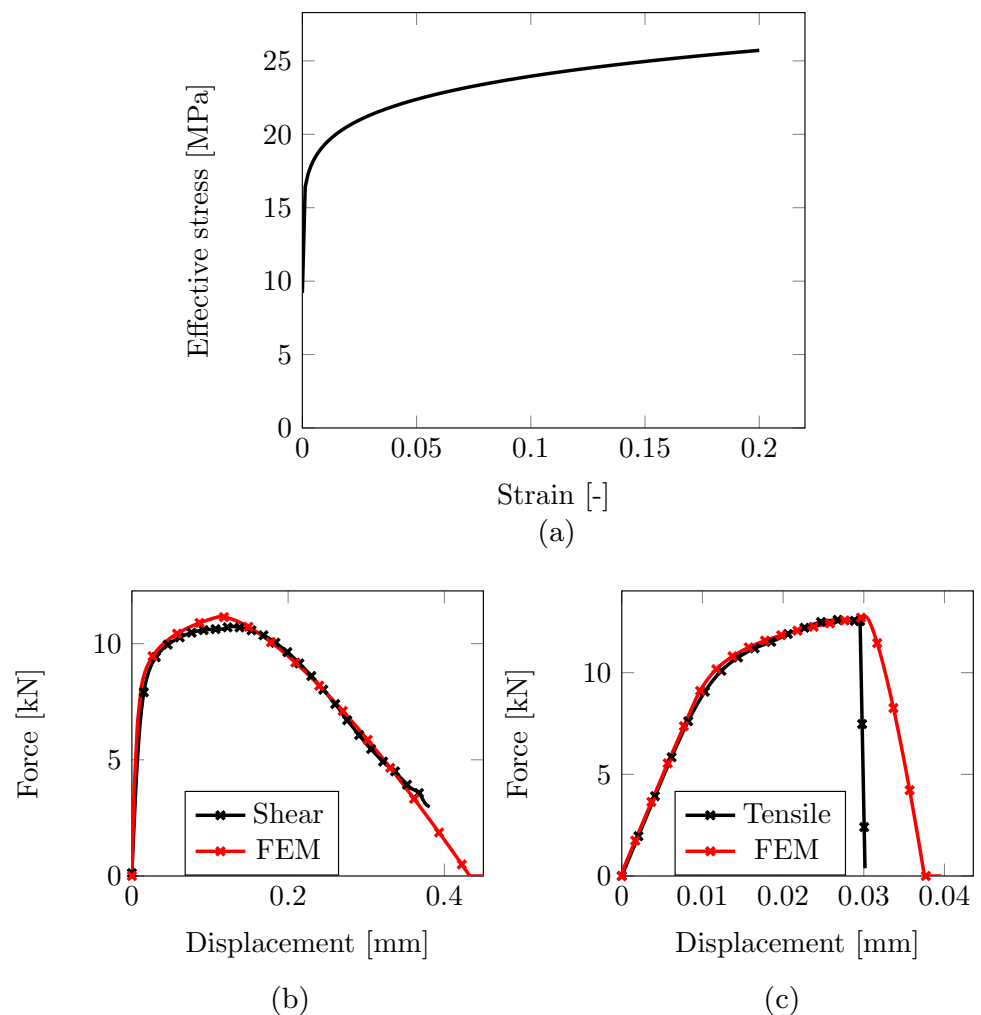 25
20
15
10
5
0
Effective stress [MPa]
0 0.05 0.1 0.15 0.2
Strain [-]
(a)
10
5
0
Force [kN]
Shear
FEM
0 0.2 0.4
Displacement [mm]
(b)
10
5
0
Force [kN]
Tensile
FEM
0 0.01 0.02 0.03 0.04
Displacement [mm]
(c)